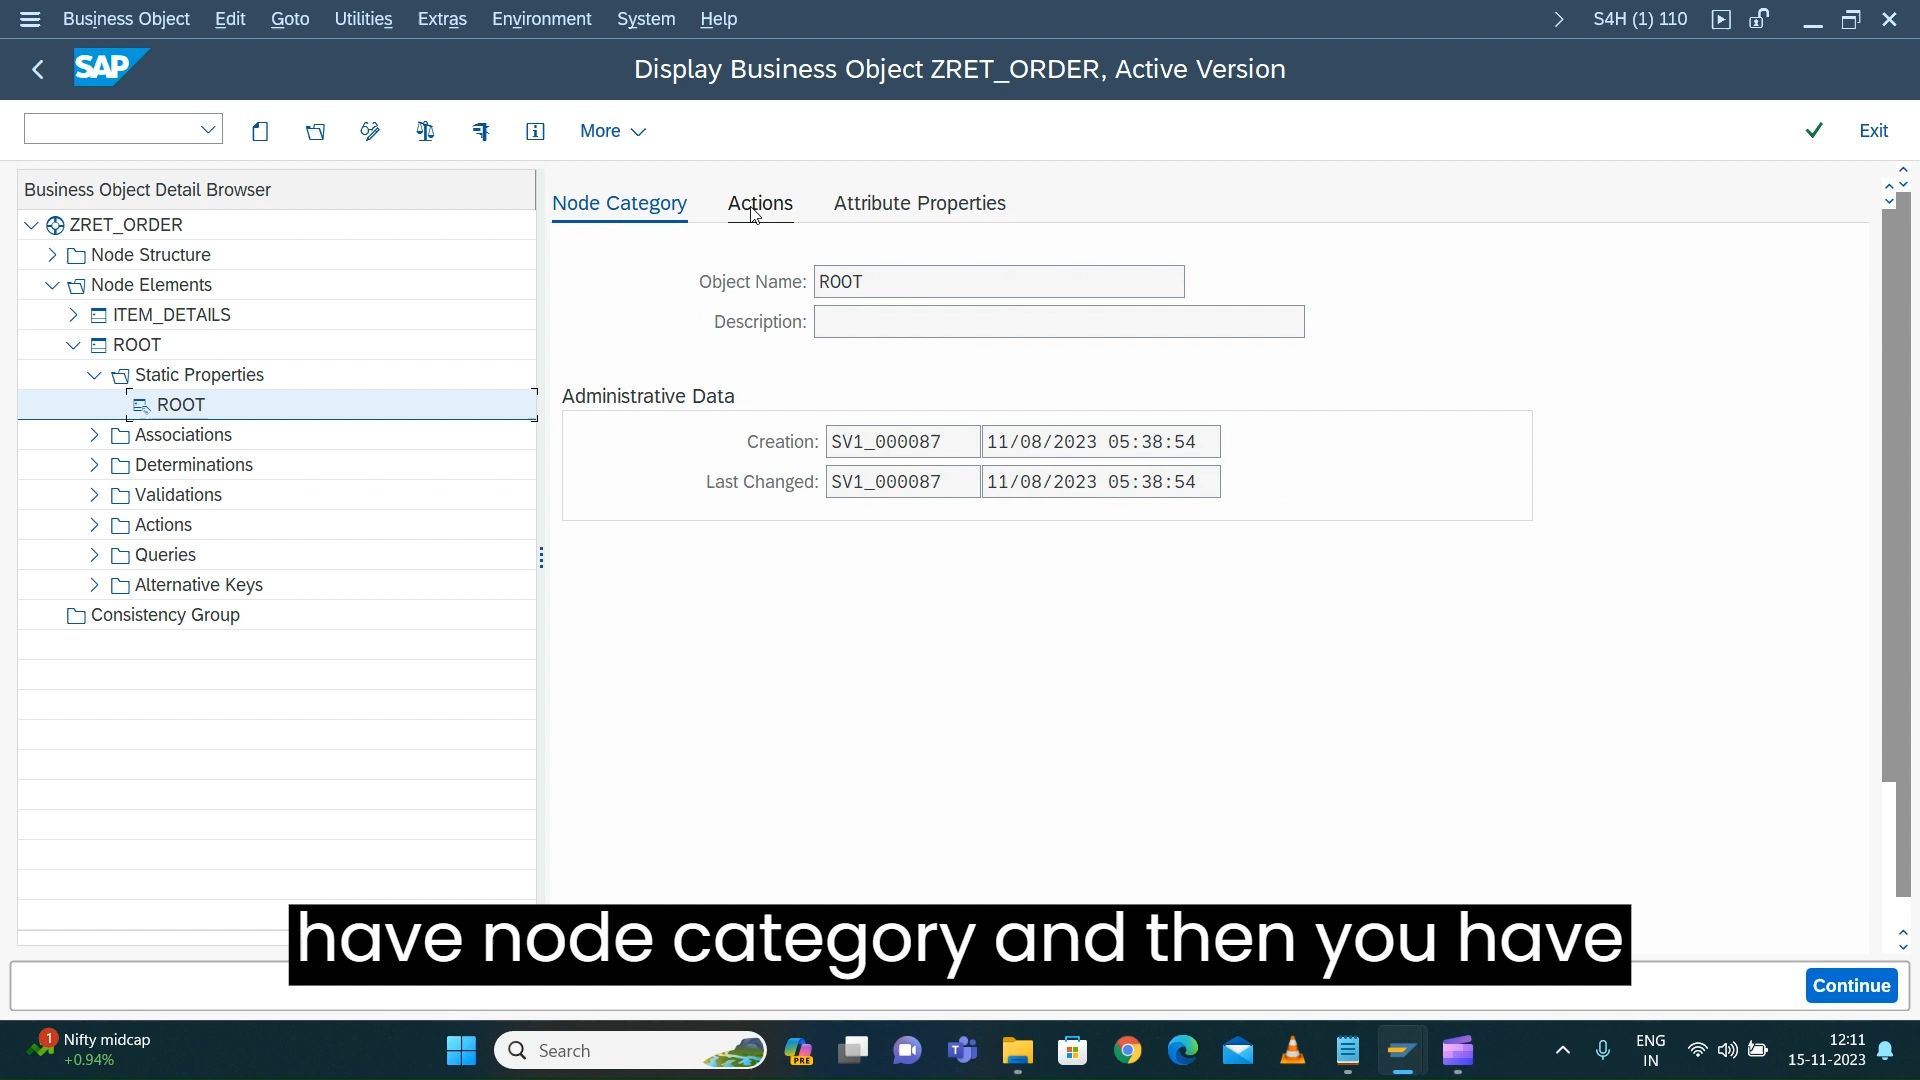 Business Object Edit Goto Utilities Extras Environment System Help S4H (1) 110
SAP Display Business Object ZRET_ORDER, Active Version
More Exit
Business Object Detail Browser
ZRET_ORDER
Node Structure
Node Elements
ITEM_DETAILS
ROOT
Static Properties
ROOT
Associations
Determinations
Validations
Actions
Queries
Alternative Keys
Consistency Group
Node Category Actions Attribute Properties
Object Name: ROOT
Description:
Administrative Data
Creation: SV1_000087 11/08/2023 05:38:54
Last Changed: SV1_000087 11/08/2023 05:38:54
have node category and then you have
Continue
1 Nifty midcap
+0.94%
Search
PRE
ENG
IN
12:11
15-11-2023